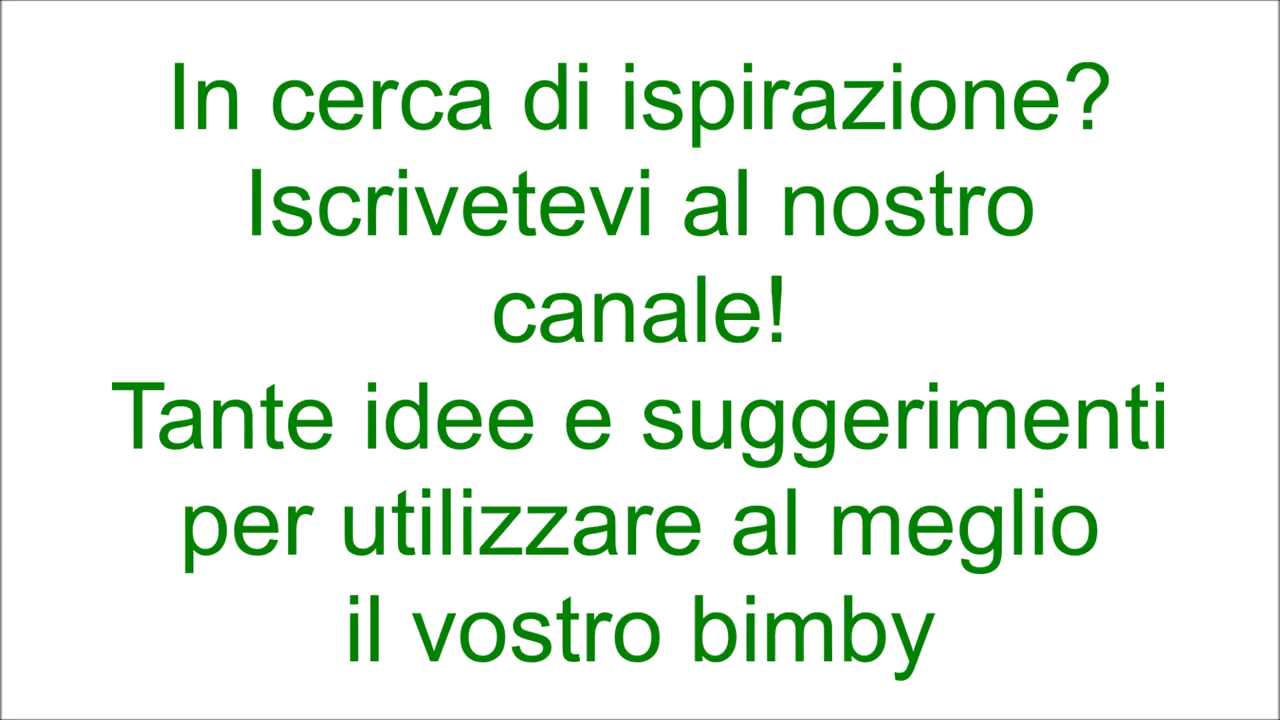 In cerca di ispirazione?
Iscrivetevi al nostro
canale!
Tante idee e suggerimenti
per utilizzare al meglio
il vostro bimby